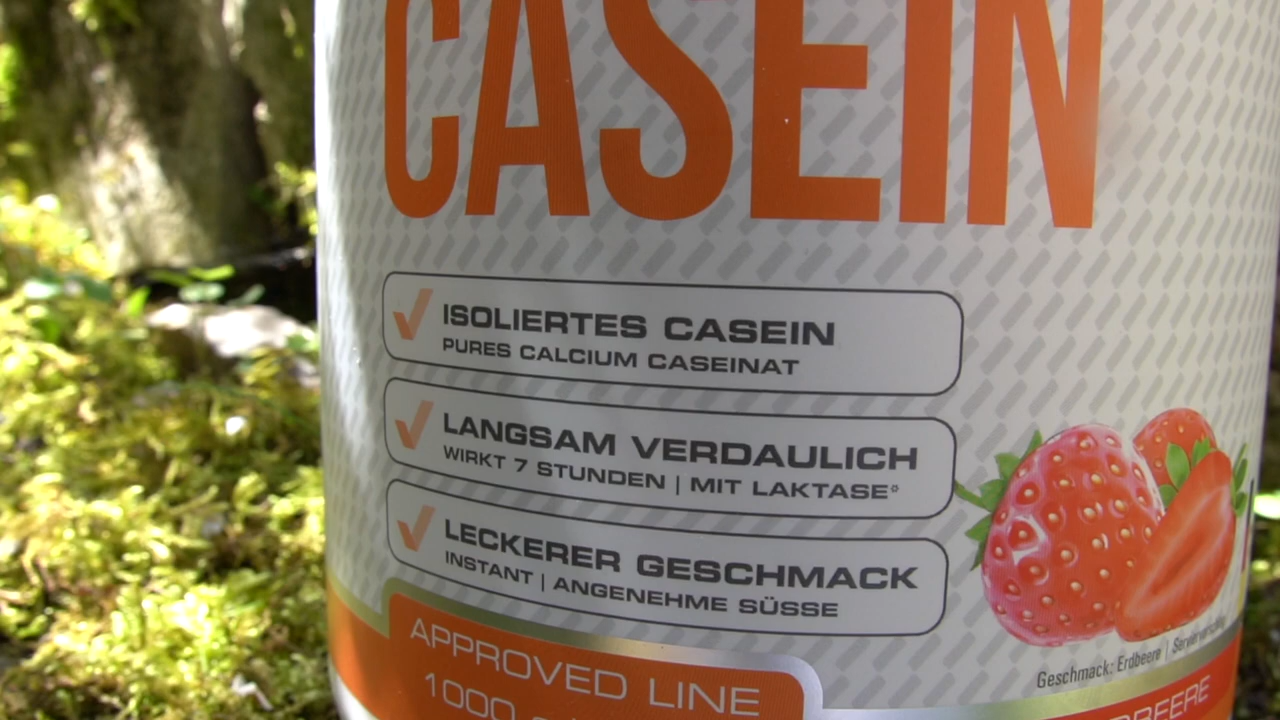 CASEIN
ISOLIERTES CASEIN
PURES CALCIUM CASEINAT
LANGSAM VERDAULICH
WIRKT 7 STUNDEN | MIT LAKTASE*
LECKERER GESCHMACK
INSTANT | ANGENEHME SÜSSE
Geschmack: Erdbeere |
APPROVED LINE
1000